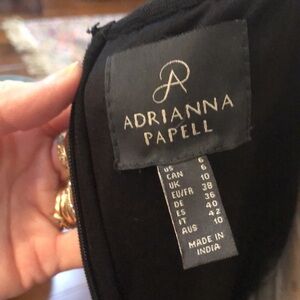 ADRIANNA
PAPELL
US 6
CAN 6
UK 10
EU/FR 38
DE 36
ES 40
IT 42
AUS 10
MADE IN
INDIA